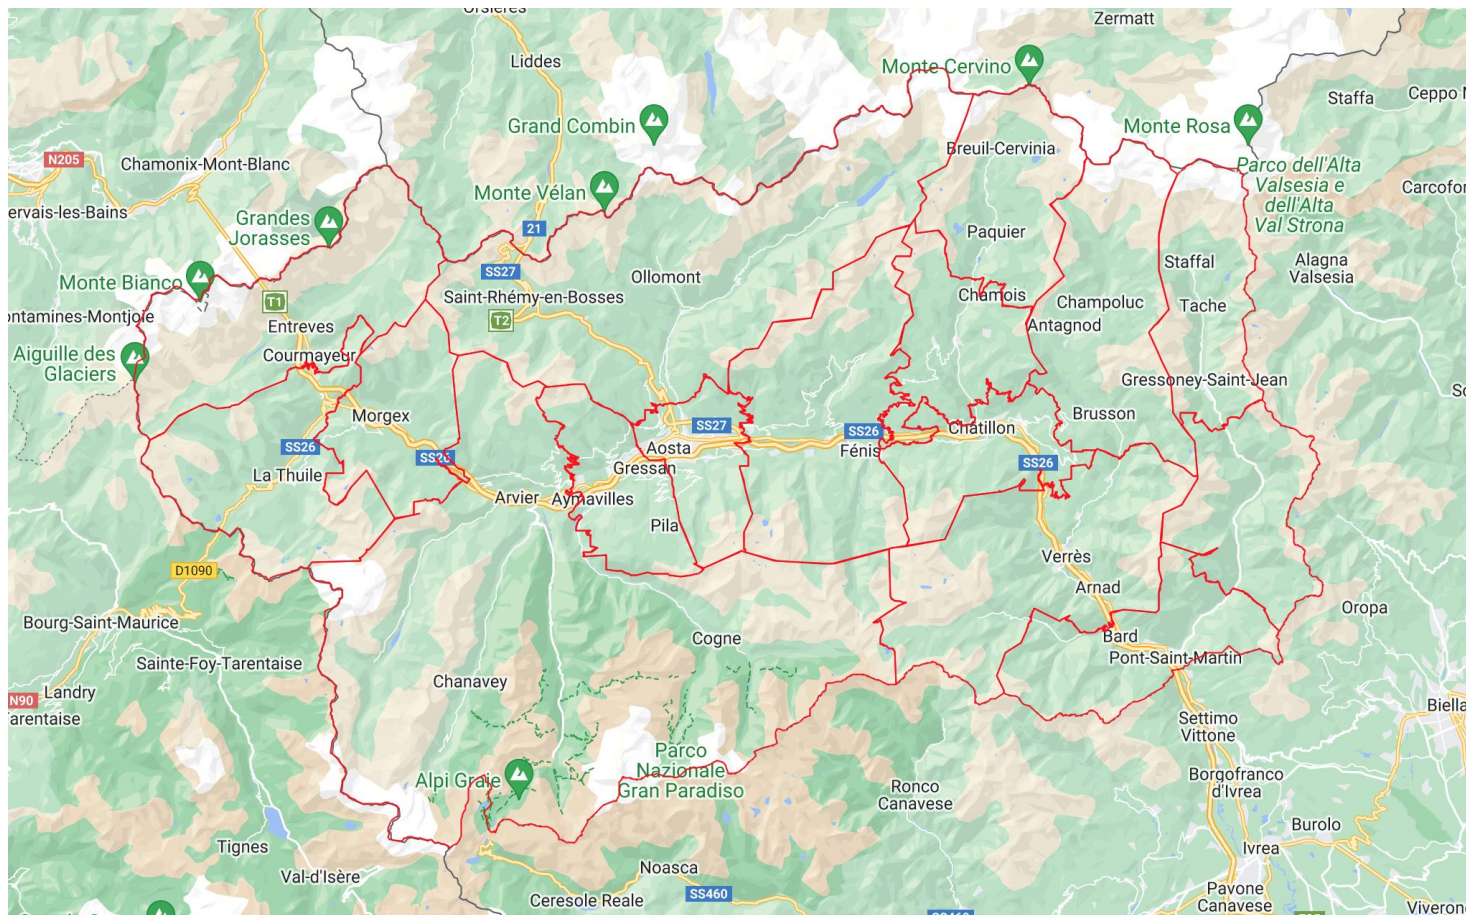 Orsières
Zermatt
Liddes
Monte Cervino
Staffa
Ceppo M
Grand Combin
Monte Rosa
N205
Chamonix-Mont-Blanc
Breuil-Cervinia
Parco dell'Alta
Valsesia e
dell'Alta
Val Strona
Carcofor
Monte Vélan
ervais-les-Bains
Grandes
Jorasses
21
Paquier
Monte Bianco
SS27
Ollomont
Staffal
Alagna
Valsesia
T1
Saint-Rhémy-en-Bosses
Chamois
Champoluc
Tache
ontamines-Montjoie
Entreves
T2
Antagnod
Aiguille des
Glaciers
Courmayeur
Gressoney-Saint-Jean
Morgex
SS27
Brusson
SS26
Châtillon
SS26
Aosta
Fénis
SS26
SS26
La Thuile
Gressan
Arvier
Aymavilles
Pila
Verrès
D1090
Arnad
Oropa
Bourg-Saint-Maurice
Cogne
Bard
Pont-Saint-Martin
Sainte-Foy-Tarentaise
Chanavey
N90
Landry
Tarentaise
Biella
Settimo
Vittone
Parco
Nazionale
Gran Paradiso
Alpi Graie
Ronco
Canavese
Borgofranco
d'Ivrea
Burolo
Tignes
Ivrea
Val-d'Isère
Noasca
SS460
Ceresole Reale
Pavone
Canavese
Viveron
SS460